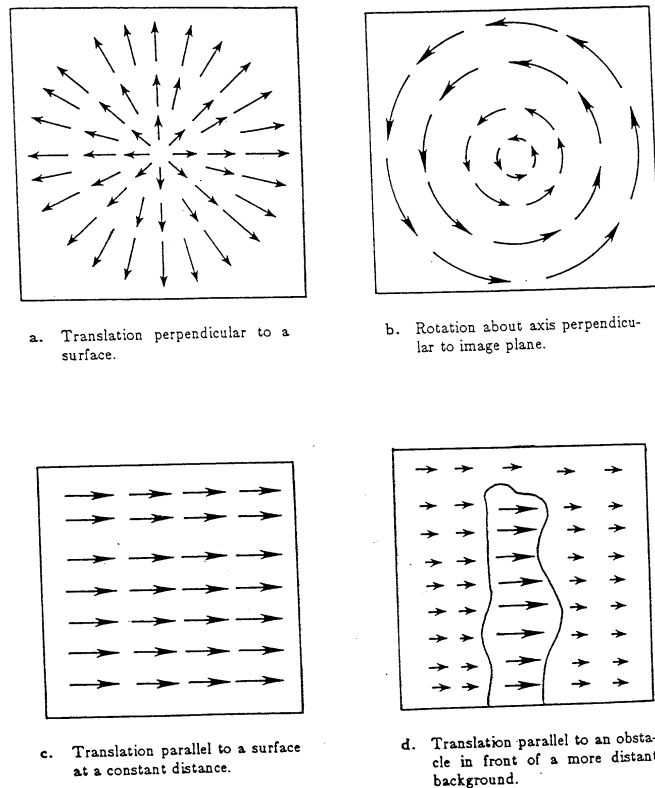 a. Translation perpendicular to a
surface.
b. Rotation about axis perpendicu-
lar to image plane.
c. Translation parallel to a surface
at a constant distance.
d. Translation parallel to an obsta-
cle in front of a more distant
background.